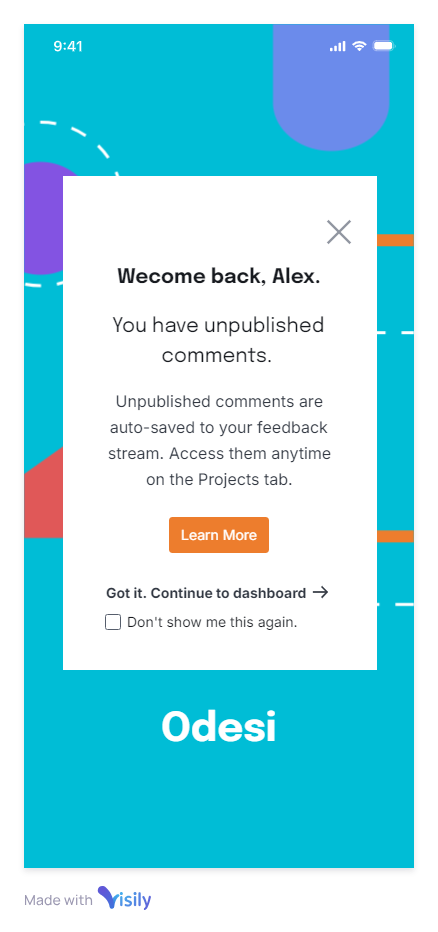 9:41
Wecome back, Alex.
You have unpublished
comments.
Unpublished comments are
auto-saved to your feedback
stream. Access them anytime
on the Projects tab.
Learn More
Got it. Continue to dashboard →
Don't show me this again.
Odesi
Made with Visily